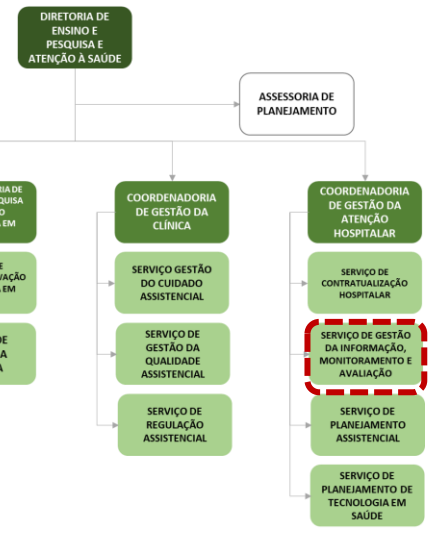 DIRETORIA DE
ENSINO E
PESQUISA E
ATENÇÃO À SAÚDE
ASSESSORIA DE
PLANEJAMENTO
DE
EM
COORDENADORIA
DE GESTÃO DA
CLÍNICA
COORDENADORIA
DE GESTÃO DA
ATENÇÃO
HOSPITALAR
EM
SERVIÇO GESTÃO
DO CUIDADO
ASSISTENCIAL
SERVIÇO DE
CONTRATUALIZAÇÃO
HOSPITALAR
SERVIÇO DE
GESTÃO DA
QUALIDADE
ASSISTENCIAL
SERVIÇO DE GESTÃO
DA INFORMAÇÃO,
MONITORAMENTO E
AVALIAÇÃO
SERVIÇO DE
REGULAÇÃO
ASSISTENCIAL
SERVIÇO DE
PLANEJAMENTO
ASSISTENCIAL
SERVIÇO DE
PLANEJAMENTO DE
TECNOLOGIA EM
SAÚDE